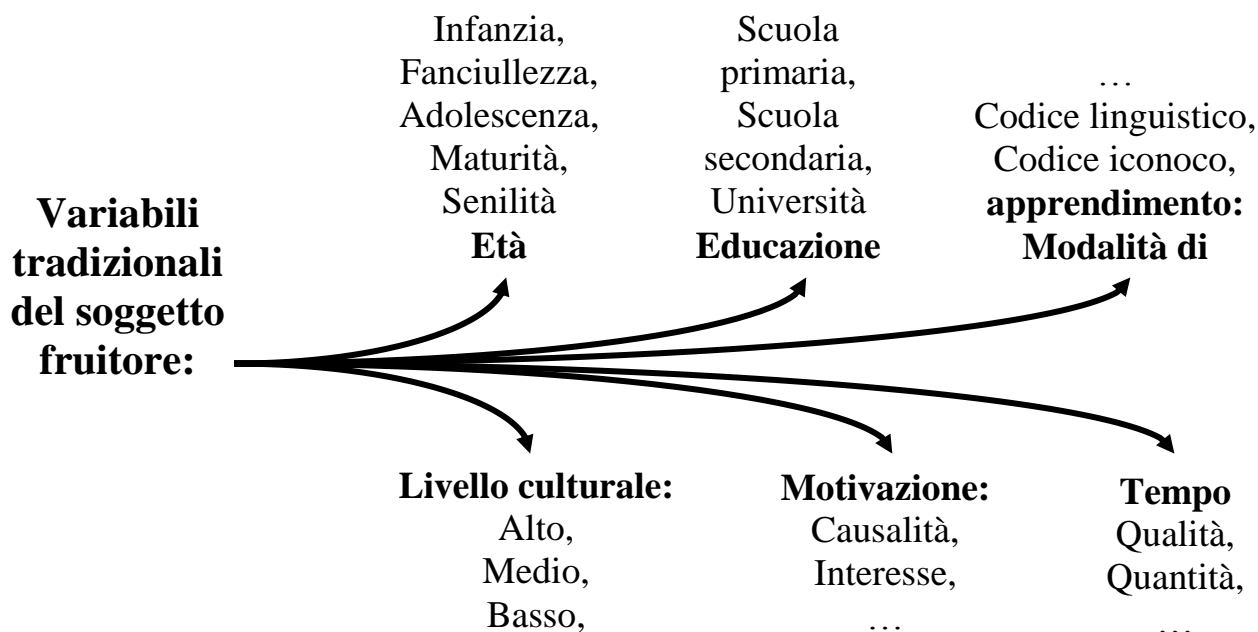 Variabili
tradizionali
del soggetto
fruitore:
Infanzia,
Fanciullezza,
Adolescenza,
Maturità,
Senilità
Età
Scuola
primaria,
Scuola
secondaria,
Università
Educazione
…
Codice linguistico,
Codice iconoco,
apprendimento:
Modalità di
Livello culturale:
Alto,
Medio,
Basso,
Motivazione:
Causalità,
Interesse,
…
Tempo
Qualità,
Quantità,
…